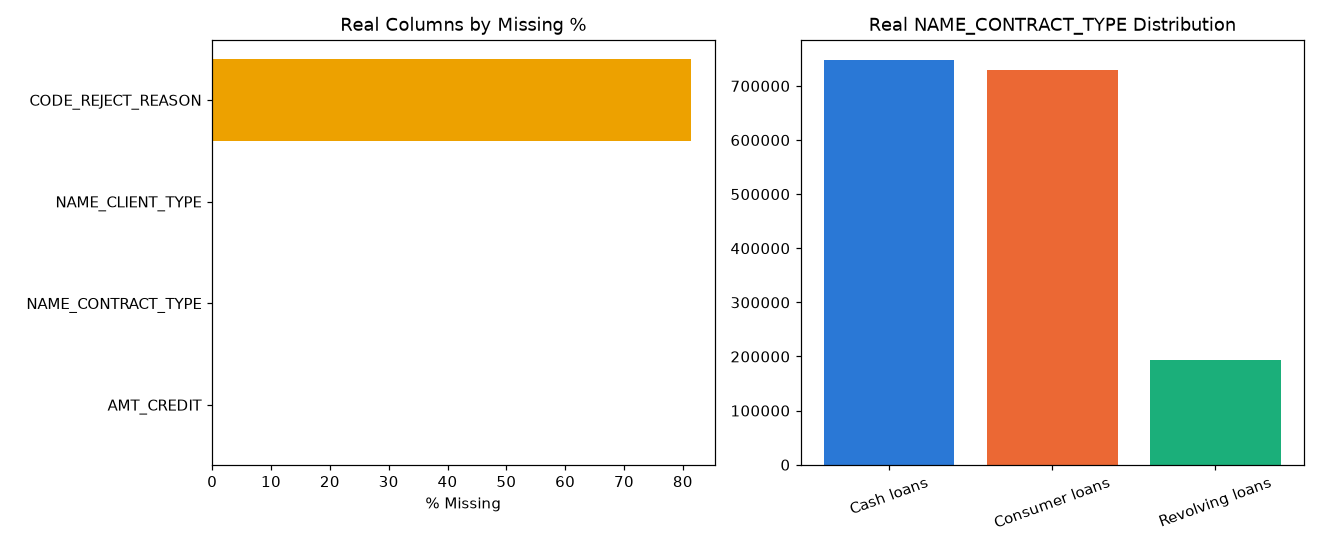 Real Columns by Missing %
CODE_REJECT_REASON
NAME_CLIENT_TYPE
NAME_CONTRACT_TYPE
AMT_CREDIT
0 10 20 30 40 50 60 70 80
% Missing
Real NAME_CONTRACT_TYPE Distribution
700000
600000
500000
400000
300000
200000
100000
0
Cash loans
Consumer loans
Revolving loans